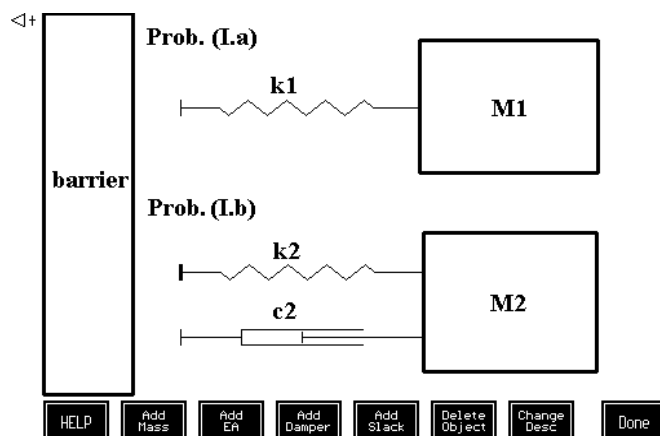 Prob. (I.a)
k1
M1
barrier
Prob. (I.b)
k2
c2
M2
HELP
Add
Mass
Add
EA
Add
Damper
Add
Slack
Delete
Object
Change
Desc
Done